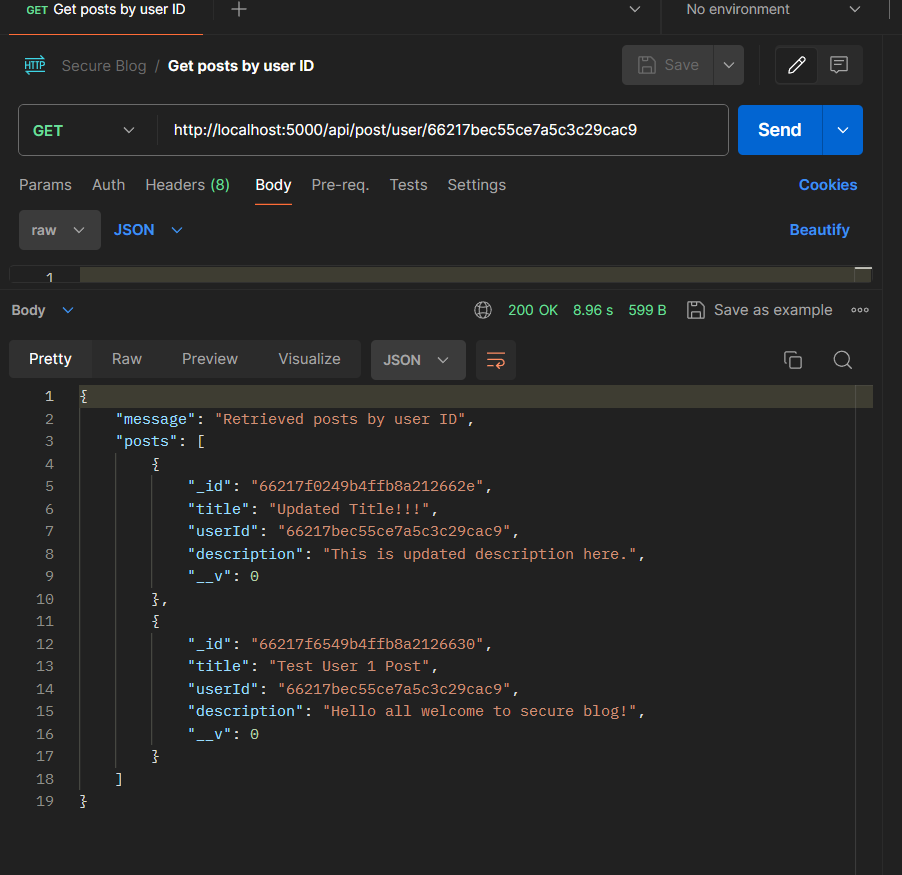 GET Get posts by user ID
No environment
HTTP Secure Blog / Get posts by user ID
Save
GET http://localhost:5000/api/post/user/66217bec55ce7a5c3c29cac9
Send
Params Auth Headers (8) Body Pre-req. Tests Settings Cookies
raw JSON Beautify
1
Body 200 OK 8.96 s 599 B Save as example
Pretty Raw Preview Visualize JSON
1 {
2 "message": "Retrieved posts by user ID",
3 "posts": [
4 {
5 "_id": "66217f0249b4ffb8a212662e",
6 "title": "Updated Title!!!",
7 "userId": "66217bec55ce7a5c3c29cac9",
8 "description": "This is updated description here.",
9 "__v": 0
10 },
11 {
12 "_id": "66217f6549b4ffb8a2126630",
13 "title": "Test User 1 Post",
14 "userId": "66217bec55ce7a5c3c29cac9",
15 "description": "Hello all welcome to secure blog!",
16 "__v": 0
17 }
18 ]
19 }